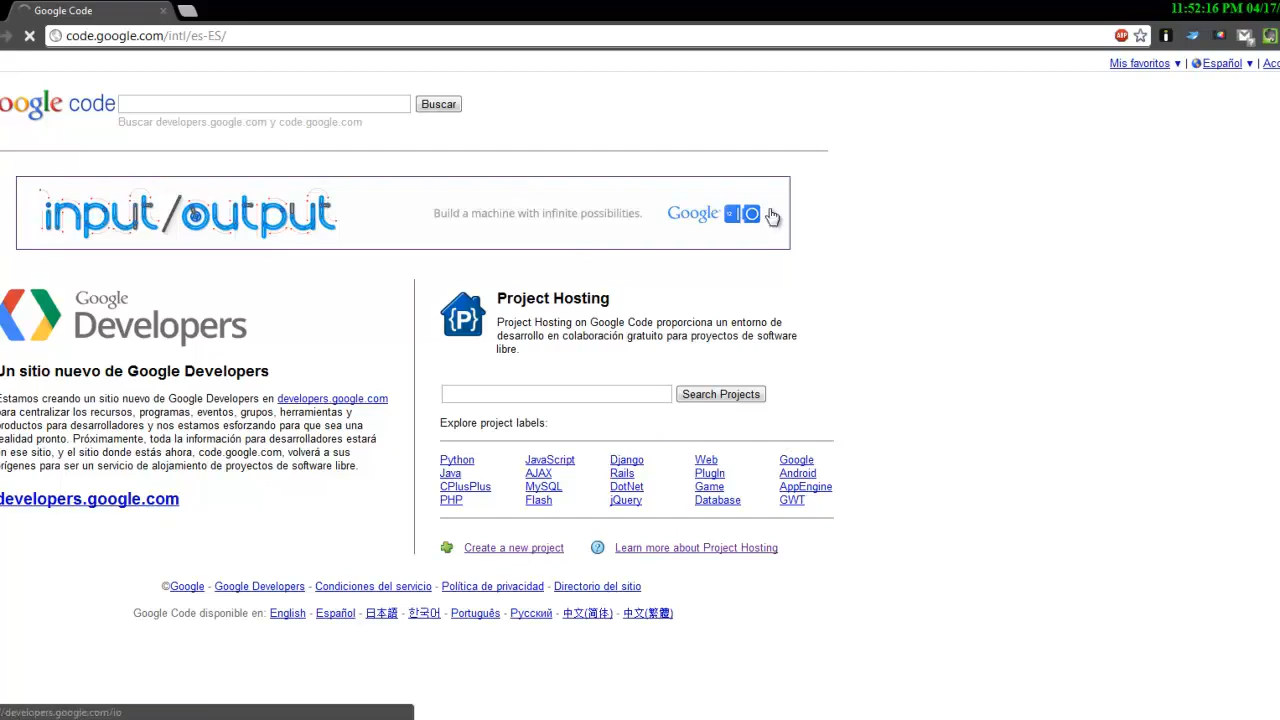 11:52:16 PM 04/17/
Google Code
code.google.com/intl/es-ES/
Mis favoritos ▼ | Español ▼ | Acc
oogle code
Buscar
Buscar developers.google.com y code.google.com
input/output
Build a machine with infinite possibilities.
Google IO
Google
Developers
Project Hosting
Project Hosting on Google Code proporciona un entorno de
desarrollo en colaboración gratuito para proyectos de software
libre.
Un sitio nuevo de Google Developers
Estamos creando un sitio nuevo de Google Developers en developers.google.com
para centralizar los recursos, programas, eventos, grupos, herramientas y
productos para desarrolladores y nos estamos esforzando para que sea una
realidad pronto. Próximamente, toda la información para desarrolladores estará
en ese sitio, y el sitio donde estás ahora, code.google.com, volverá a sus
orígenes para ser un servicio de alojamiento de proyectos de software libre.
developers.google.com
Search Projects
Explore project labels:
Python JavaScript Django Web Google
Java AJAX Rails PlugIn Android
CPlusPlus MySQL DotNet Game AppEngine
PHP Flash jQuery Database GWT
Create a new project Learn more about Project Hosting
©Google - Google Developers - Condiciones del servicio - Política de privacidad - Directorio del sitio
Google Code disponible en: English - Español - 日本語 - 한국어 - Português - Русский - 中文(简体) - 中文(繁體)
/developers.google.com/io